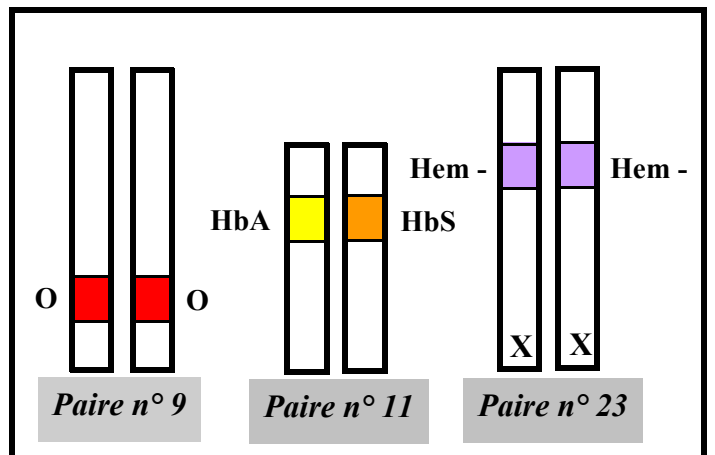 Hem - Hem -
HbA HbS
O O
X X
Paire n° 9 Paire n° 11 Paire n° 23